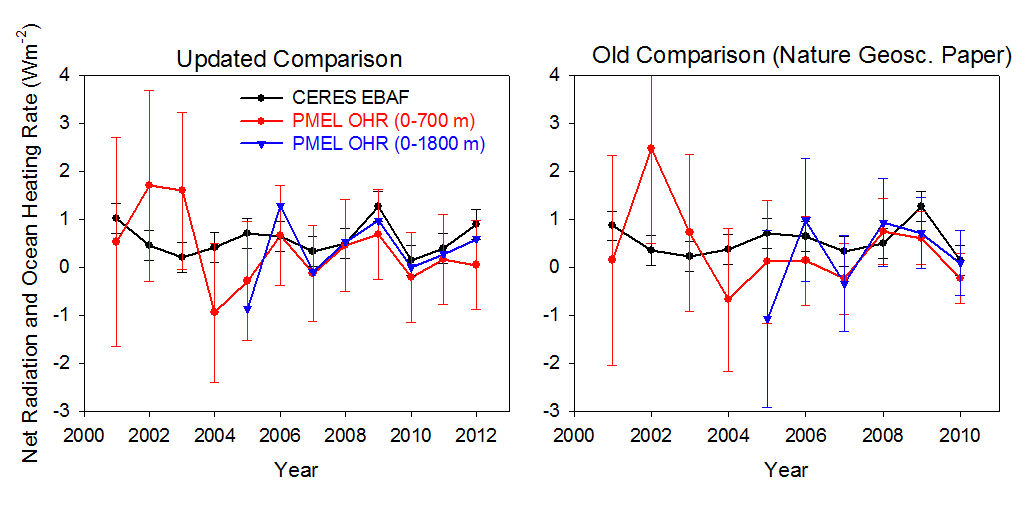 Net Radiation and Ocean Heating Rate (Wm-2)
Updated Comparison
CERES EBAF
PMEL OHR (0-700 m)
PMEL OHR (0-1800 m)
4
3
2
1
0
-1
-2
-3
2000 2002 2004 2006 2008 2010 2012
Year
Old Comparison (Nature Geosc. Paper)
4
3
2
1
0
-1
-2
-3
2000 2002 2004 2006 2008 2010
Year